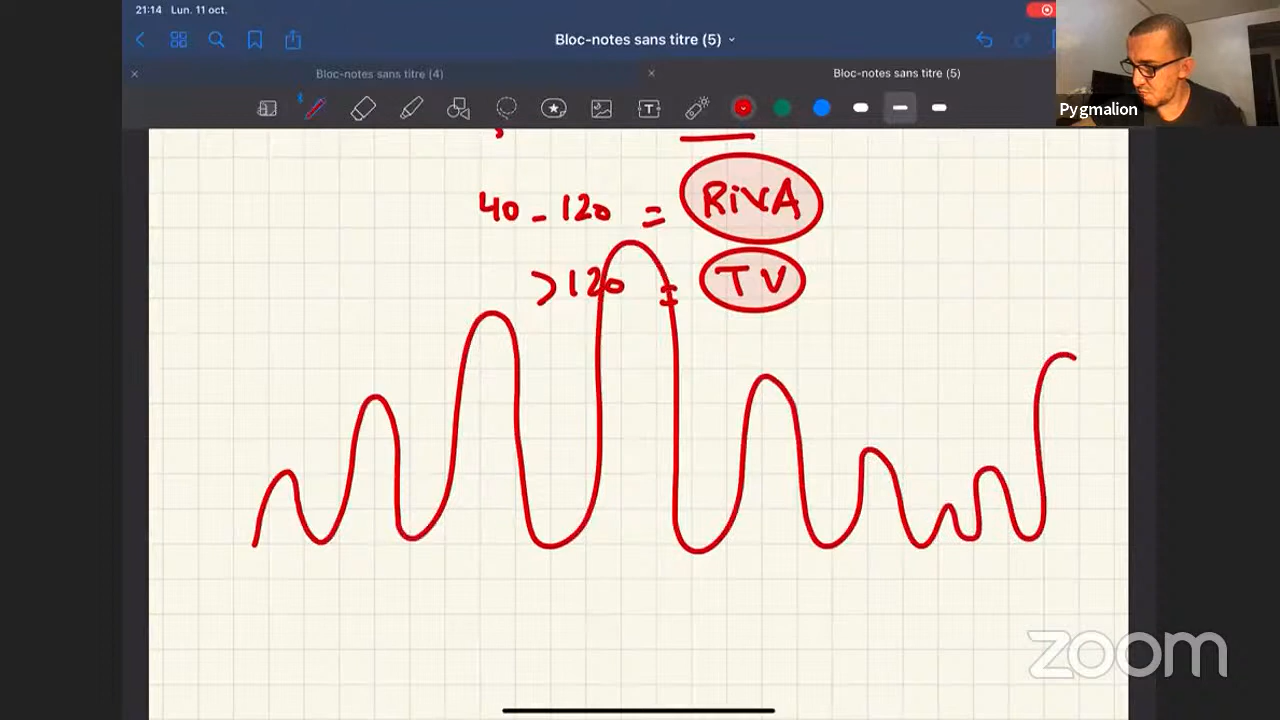 21:14 Lun. 11 oct.
Bloc-notes sans titre (5)
Bloc-notes sans titre (4)
Bloc-notes sans titre (5)
T
Pygmalion
40 - 120 = RiVA
>120 = TV
zoom